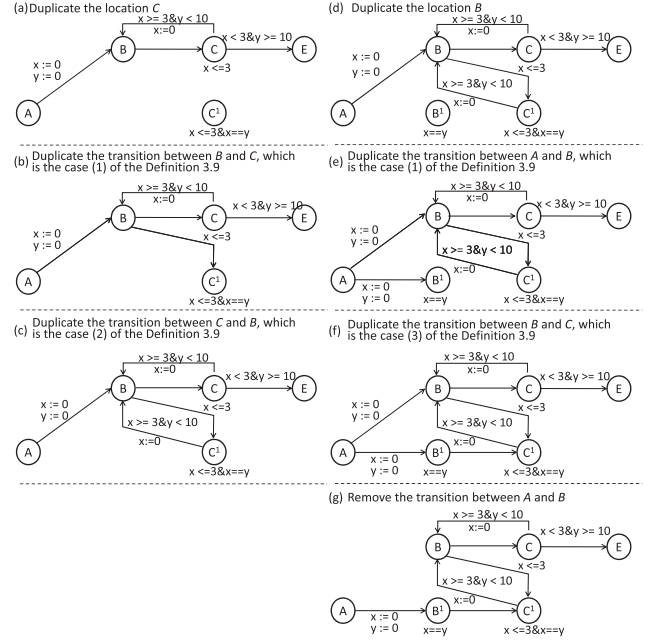 (a) Duplicate the location C
x >= 3&y < 10
x:=0
x := 0
y := 0
B
C
x < 3&y >= 10
E
x <=3
A
C¹
x <=3&x==y
(b) Duplicate the transition between B and C, which
is the case (1) of the Definition 3.9
x >= 3&y < 10
x:=0
x := 0
y := 0
B
C
x < 3&y >= 10
E
x <=3
A
C¹
x <=3&x==y
(c) Duplicate the transition between C and B, which
is the case (2) of the Definition 3.9
x >= 3&y < 10
x:=0
x := 0
y := 0
B
C
x < 3&y >= 10
E
x <=3
x >= 3&y < 10
x:=0
A
C¹
x <=3&x==y
(d) Duplicate the location B
x >= 3&y < 10
x:=0
x := 0
y := 0
B
C
x < 3&y >= 10
E
x <=3
x >= 3&y < 10
x:=0
A
B¹
C¹
x==y
x <=3&x==y
(e) Duplicate the transition between A and B, which
is the case (1) of the Definition 3.9
x >= 3&y < 10
x:=0
x := 0
y := 0
B
C
x < 3&y >= 10
E
x <=3
x >= 3&y < 10
x:=0
A
B¹
C¹
x := 0
y := 0
x==y
x <=3&x==y
(f) Duplicate the transition between B and C, which
is the case (3) of the Definition 3.9
x >= 3&y < 10
x:=0
x := 0
y := 0
B
C
x < 3&y >= 10
E
x <=3
x >= 3&y < 10
x:=0
A
B¹
C¹
x := 0
y := 0
x==y
x <=3&x==y
(g) Remove the transition between A and B
x >= 3&y < 10
x:=0
B
C
x < 3&y >= 10
E
x <=3
x >= 3&y < 10
x:=0
A
B¹
C¹
x := 0
y := 0
x==y
x <=3&x==y